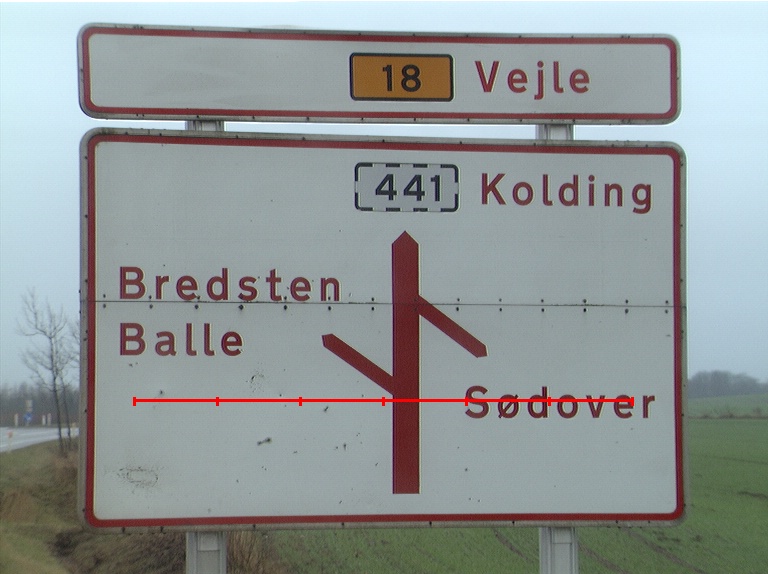 18 Vejle
441 Kolding
Bredsten
Balle
Sødover